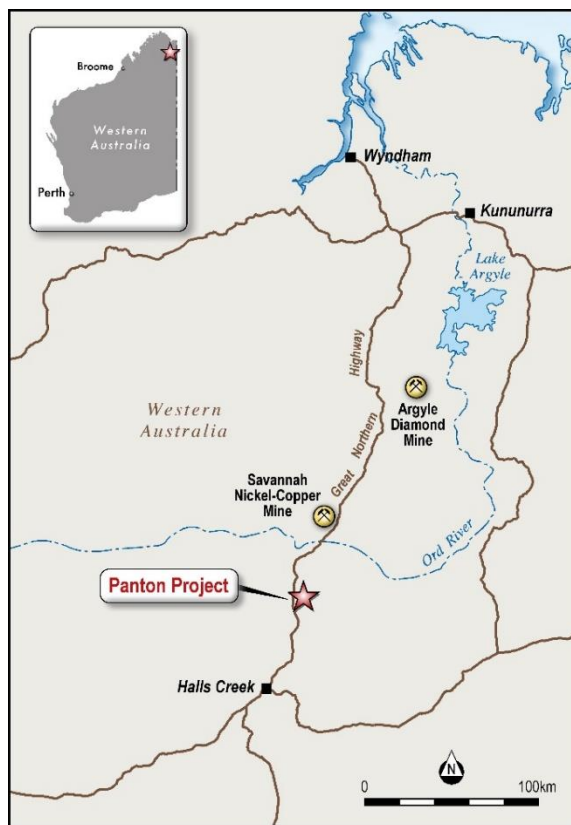 Broome
Western
Australia
Perth
Wyndham
Kununurra
Lake
Argyle
Great Northern Highway
Argyle
Diamond
Mine
Western
Australia
Savannah
Nickel-Copper
Mine
Ord River
Panton Project
Halls Creek
N
0
100km